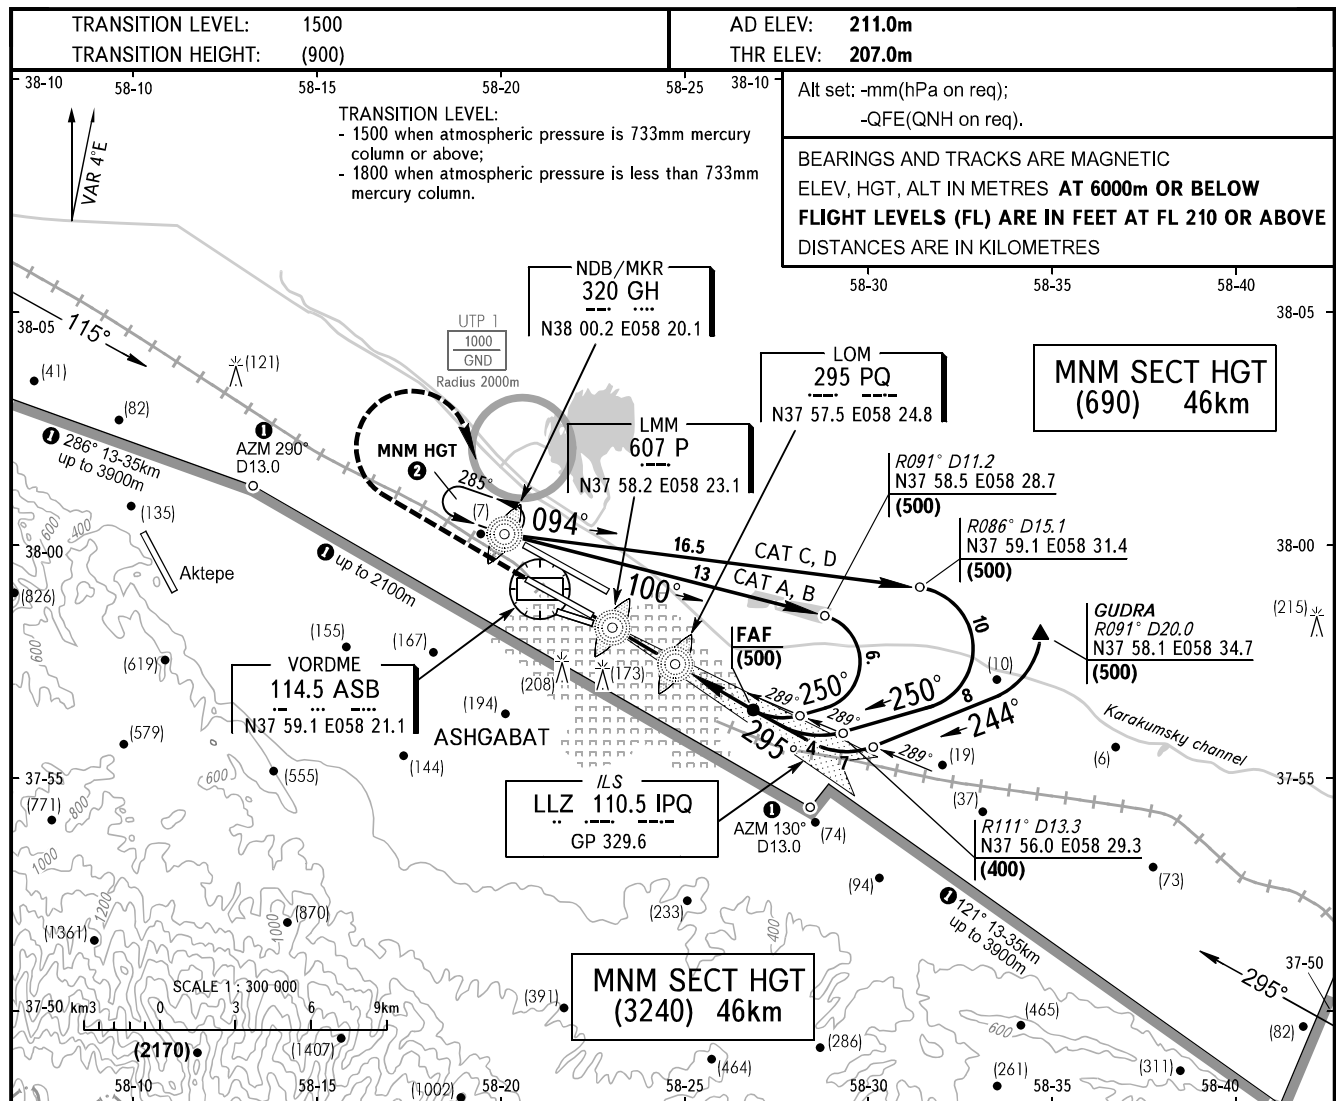 TRANSITION LEVEL: 1500
TRANSITION HEIGHT: (900)
AD ELEV: 211.0m
THR ELEV: 207.0m
38-10
58-10
58-15
58-20
58-25
38-10
Alt set: -mm(hPa on req);
-QFE(QNH on req).
BEARINGS AND TRACKS ARE MAGNETIC
ELEV, HGT, ALT IN METRES AT 6000m OR BELOW
FLIGHT LEVELS (FL) ARE IN FEET AT FL 210 OR ABOVE
DISTANCES ARE IN KILOMETRES
VAR 4°E
TRANSITION LEVEL:
- 1500 when atmospheric pressure is 733mm mercury
column or above;
- 1800 when atmospheric pressure is less than 733mm
mercury column.
58-30
58-35
58-40
NDB/MKR
320 GH
N38 00.2 E058 20.1
38-05
115°
38-05
UTP 1
1000
GND
Radius 2000m
LOM
295 PQ
N37 57.5 E058 24.8
MNM SECT HGT
(690) 46km
(41)
(121)
(82)
LMM
607 P
N37 58.2 E058 23.1
1 286° 13-35km
up to 3900m
1
AZM 290°
D13.0
MNM HGT
2
285°
(7)
R091° D11.2
N37 58.5 E058 28.7
(500)
(135)
094°
16.5
CAT C, D
13
CAT A, B
100°
R086° D15.1
N37 59.1 E058 31.4
(500)
600
400
38-00
38-00
Aktepe
1 up to 2100m
(826)
(215)
600
10
6.
GUDRA
R091° D20.0
N37 58.1 E058 34.7
(500)
(155)
(167)
(619)
FAF
(500)
VORDME
114.5 ASB
N37 59.1 E058 21.1
(208)
(173)
(10)
289°
250°
289°
250°
8
244°
(194)
ASHGABAT
295°
4
7
289°
(19)
(6)
Karakumsky channel
(579)
(144)
(555)
600
37-55
37-55
ILS
LLZ 110.5 IPQ
GP 329.6
(771)
800
1
AZM 130°
D13.0
(74)
(37)
R111° D13.3
N37 56.0 E058 29.3
(400)
1000
(94)
(73)
(870)
1000
1200
(1361)
(233)
400
1 121° 13-35km
up to 3900m
37-50
295°
MNM SECT HGT
(3240) 46km
SCALE 1 : 300 000
37-50 km3 0 3 6 9km
(391)
(465)
600
(82)
(2170)
(1407)
(286)
(464)
(311)
(261)
(1002)
58-10
58-15
58-20
58-25
58-30
58-35
58-40